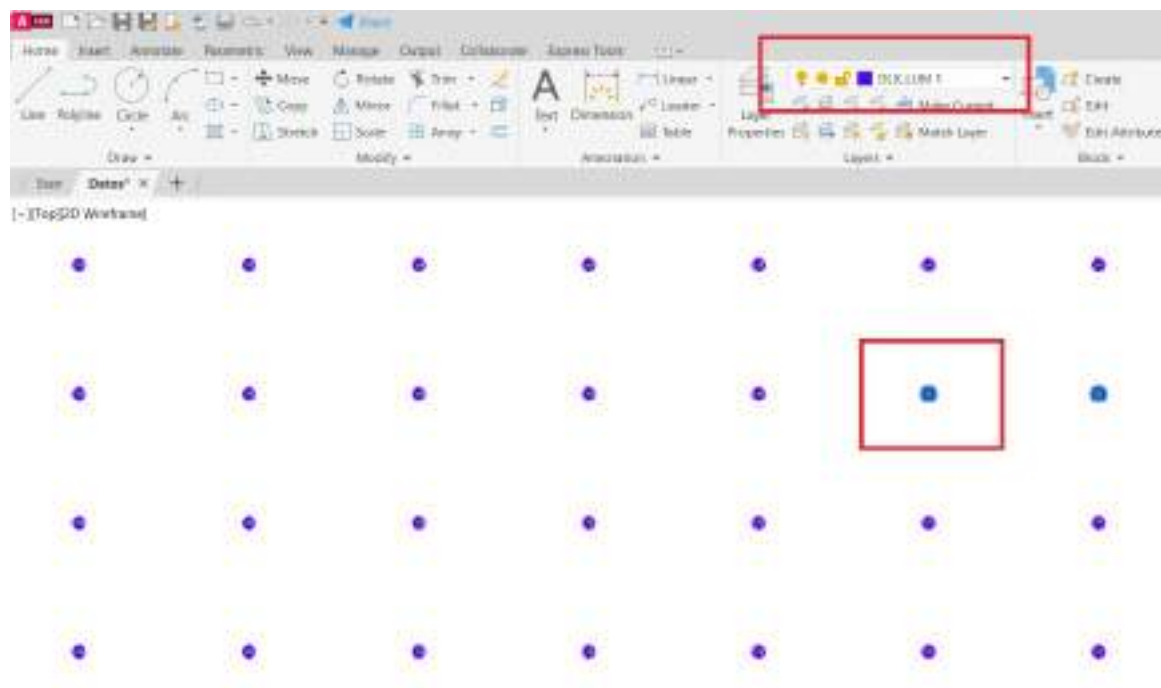 Share
Home Insert Annotate Parametric View Manage Output Collaborate Express Tools
Move Rotate Trim Linear Create
Line Polyline Circle Arc Copy Mirror Fillet Text Dimension Leader Make Current Edit
Stretch Scale Array Table Layer Properties Match Layer Edit Attributes
Draw Modify Annotation Layers Block
Start Datos* × +
[-][Top][2D Wireframe]